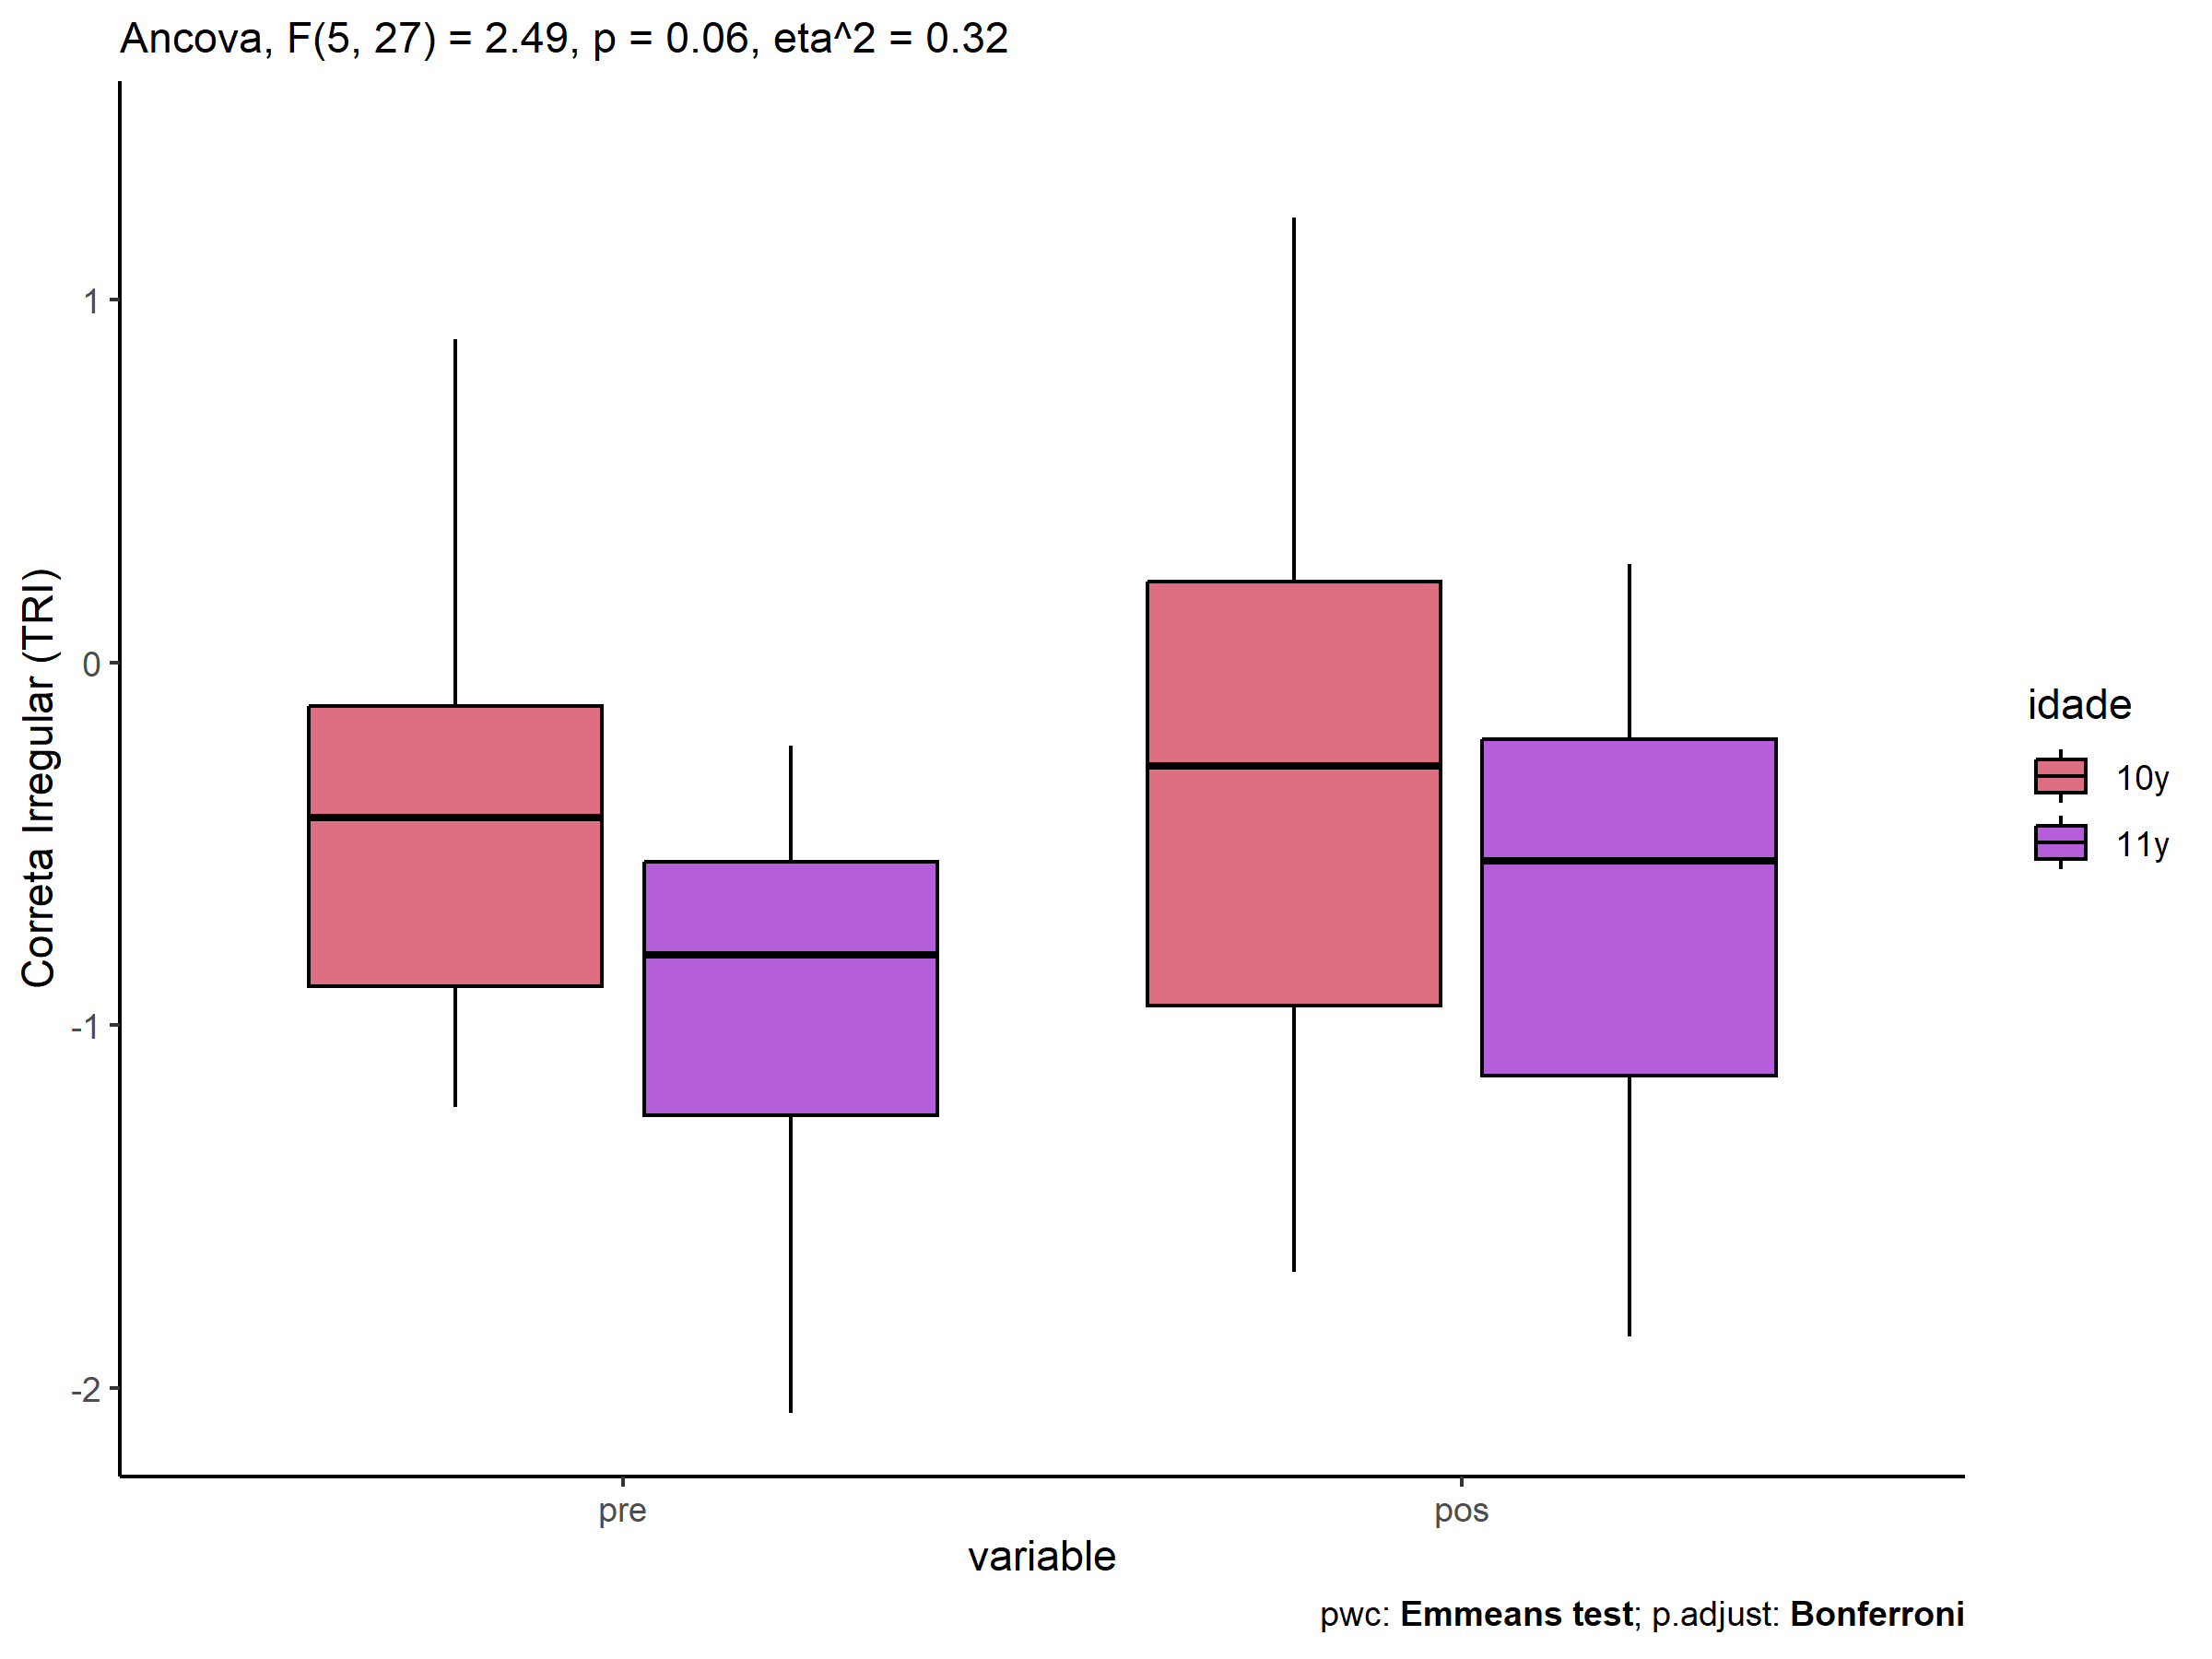 Ancova, F(5, 27) = 2.49, p = 0.06, eta^2 = 0.32
Correta Irregular (TRI)
1
0
-1
-2
pre
pos
variable
idade
10y
11y
pwc: Emmeans test; p.adjust: Bonferroni